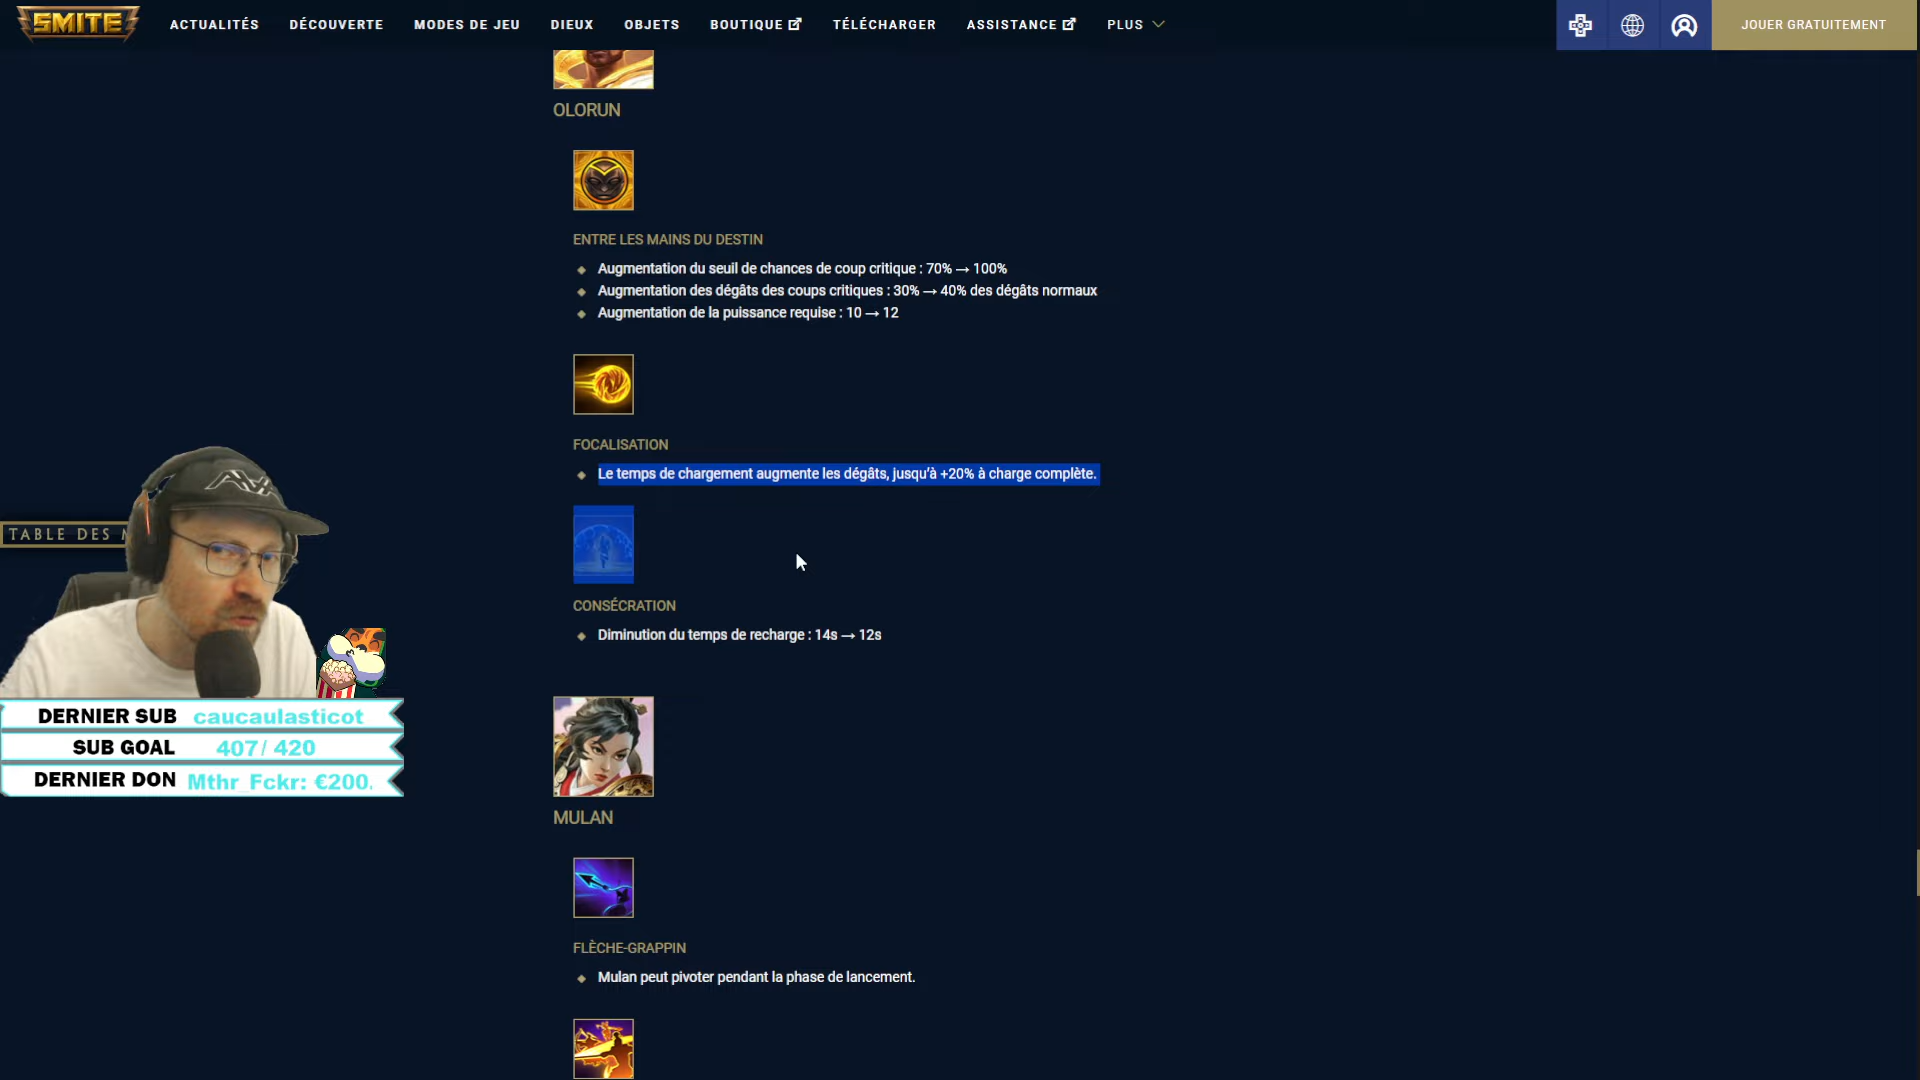 SMITE
ACTUALITÉS DÉCOUVERTE MODES DE JEU DIEUX OBJETS BOUTIQUE TÉLÉCHARGER ASSISTANCE PLUS JOUER GRATUITEMENT
OLORUN
ENTRE LES MAINS DU DESTIN
Augmentation du seuil de chances de coup critique : 70% → 100%
Augmentation des dégâts des coups critiques : 30% → 40% des dégâts normaux
Augmentation de la puissance requise : 10 → 12
FOCALISATION
Le temps de chargement augmente les dégâts, jusqu'à +20% à charge complète.
TABLE DES
CONSÉCRATION
Diminution du temps de recharge : 14s → 12s
DERNIER SUB caucaulasticot
SUB GOAL 407/ 420
DERNIER DON Mthr_Fckr: €200.
MULAN
FLÈCHE-GRAPPIN
Mulan peut pivoter pendant la phase de lancement.